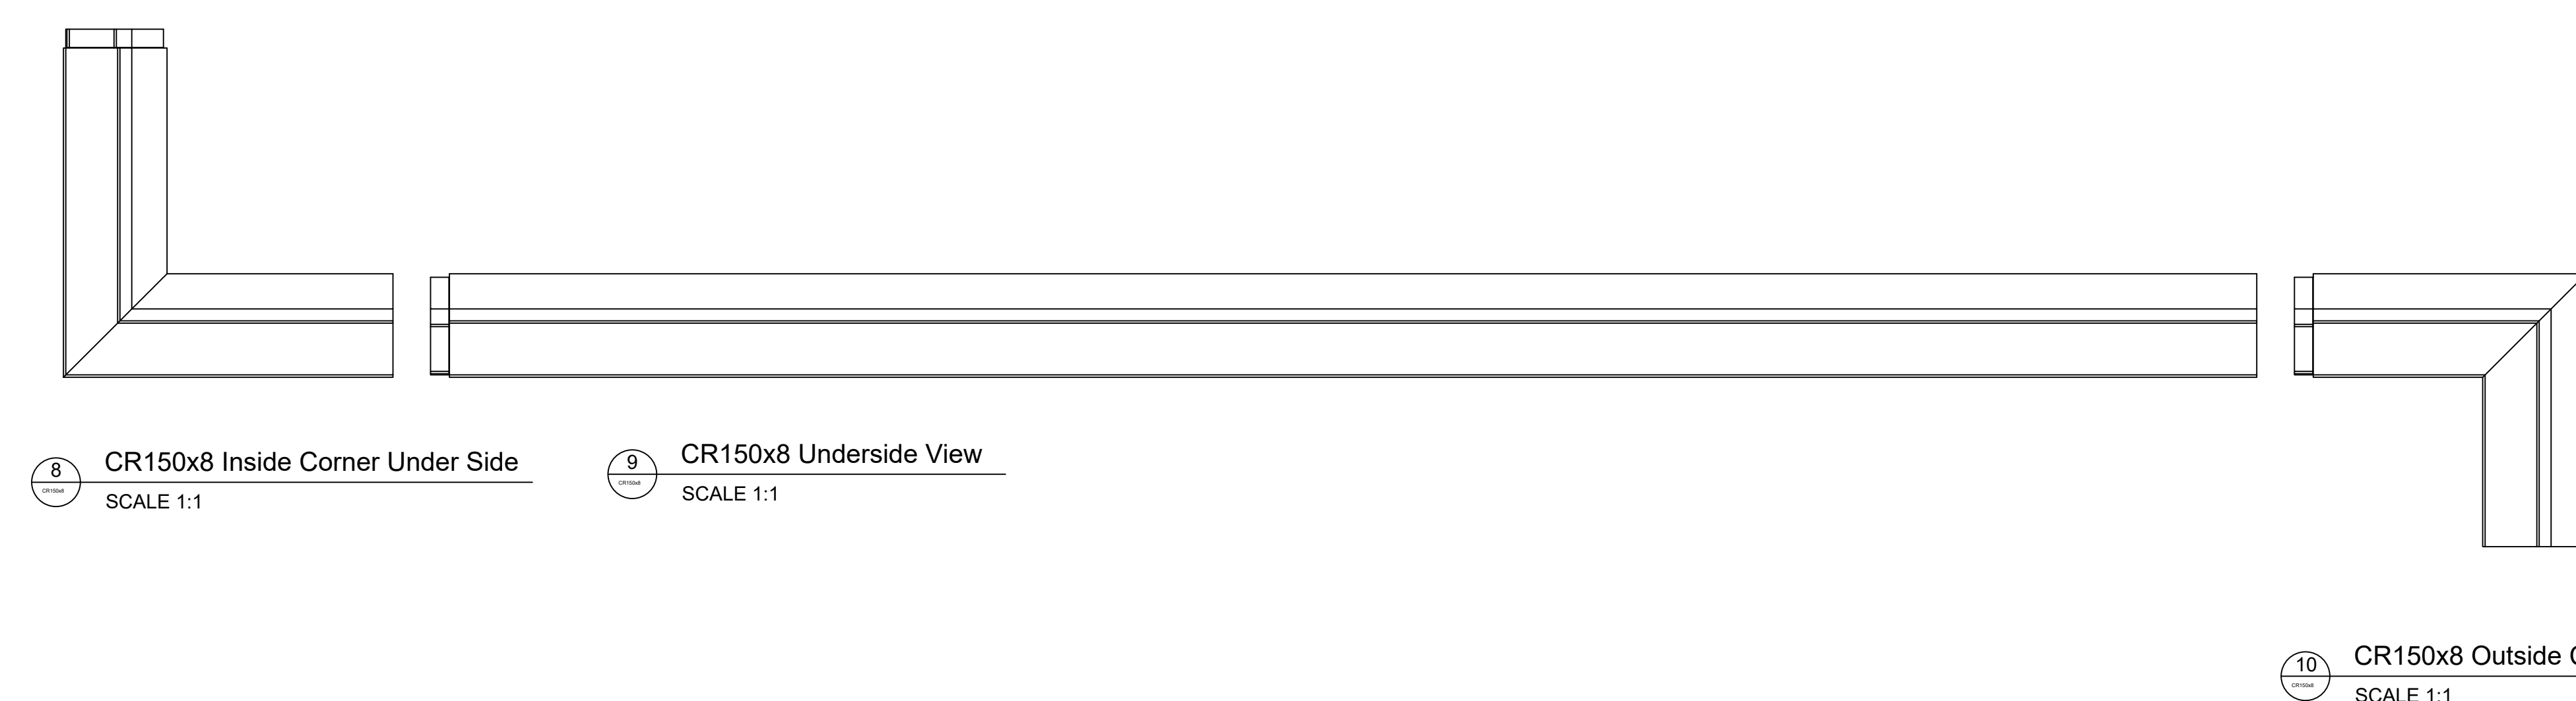 8
CR150x8
CR150x8 Inside Corner Under Side
SCALE 1:1
9
CR150x8
CR150x8 Underside View
SCALE 1:1
10
CR150x8
CR150x8 Outside
SCALE 1:1